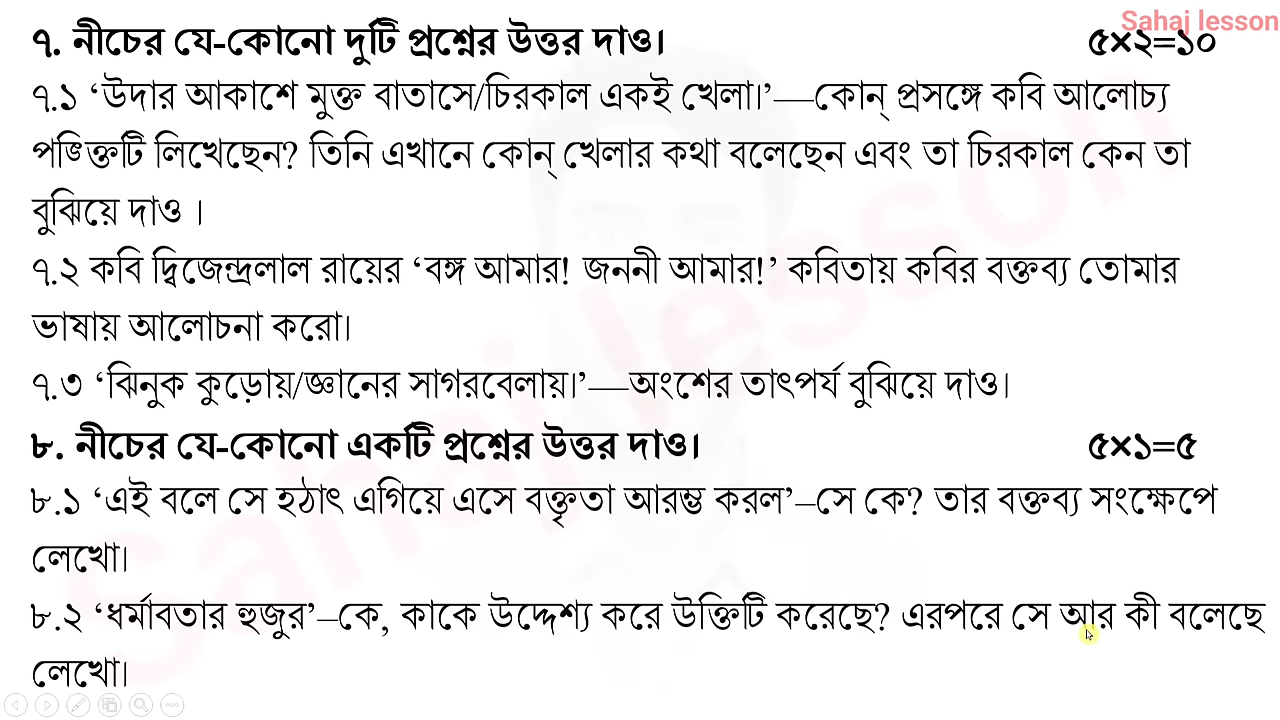 Sahaj lesson
৭. নীচের যে-কোনো দুটি প্রশ্নের উত্তর দাও। ৫×২=১০
৭.১ ‘উদার আকাশে মুক্ত বাতাসে/চিরকাল একই খেলা।’—কোন্ প্রসঙ্গে কবি আলোচ্য
পঙক্তিটি লিখেছেন? তিনি এখানে কোন্ খেলার কথা বলেছেন এবং তা চিরকাল কেন তা
বুঝিয়ে দাও ।
৭.২ কবি দ্বিজেন্দ্রলাল রায়ের ‘বঙ্গ আমার! জননী আমার!’ কবিতায় কবির বক্তব্য তোমার
ভাষায় আলোচনা করো।
৭.৩ ‘ঝিনুক কুড়োয়/জ্ঞানের সাগরবেলায়।’—অংশের তাৎপর্য বুঝিয়ে দাও।
৮. নীচের যে-কোনো একটি প্রশ্নের উত্তর দাও। ৫×১=৫
৮.১ ‘এই বলে সে হঠাৎ এগিয়ে এসে বক্তৃতা আরম্ভ করল’–সে কে? তার বক্তব্য সংক্ষেপে
লেখো।
৮.২ ‘ধর্মাবতার হুজুর’–কে, কাকে উদ্দেশ্য করে উক্তিটি করেছে? এরপরে সে আর কী বলেছে
লেখো।
Sahaj lesson